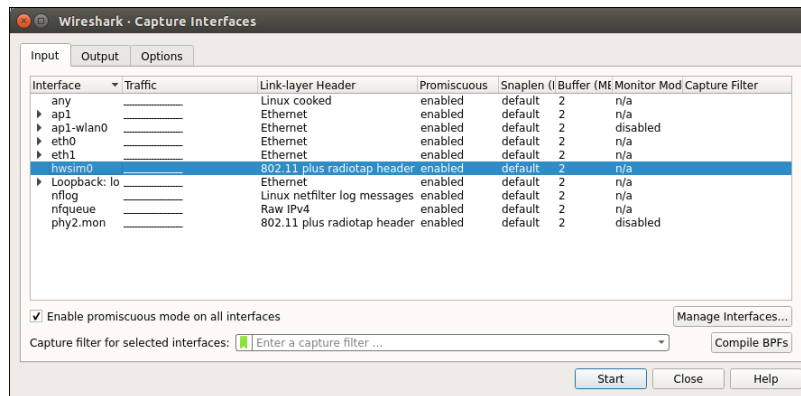 Wireshark · Capture Interfaces
Input Output Options
Interface Traffic Link-layer Header Promiscuous Snaplen ( Buffer (ME Monitor Mod Capture Filter
any Linux cooked enabled default 2 n/a
ap1 Ethernet enabled default 2 n/a
ap1-wlan0 Ethernet enabled default 2 disabled
eth0 Ethernet enabled default 2 n/a
eth1 Ethernet enabled default 2 n/a
hwsim0 802.11 plus radiotap header enabled default 2 n/a
Loopback: lo Ethernet enabled default 2 n/a
nflog Linux netfilter log messages enabled default 2 n/a
nfqueue Raw IPv4 enabled default 2 n/a
phy2.mon 802.11 plus radiotap header enabled default 2 disabled
Enable promiscuous mode on all interfaces Manage Interfaces...
Capture filter for selected interfaces: Enter a capture filter ... Compile BPFs
Start Close Help